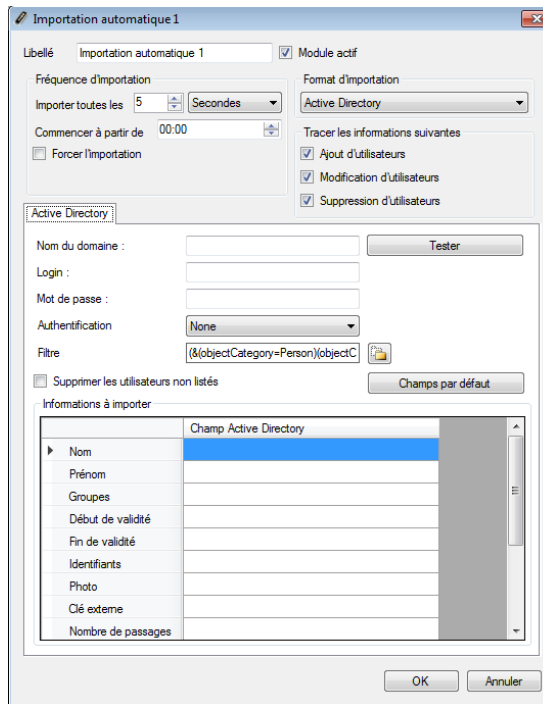 Importation automatique 1
Libellé Importation automatique 1 Module actif
Fréquence d'importation
Importer toutes les 5 Secondes
Commencer à partir de 00:00
Forcer l'importation
Format d'importation
Active Directory
Tracer les informations suivantes
Ajout d'utilisateurs
Modification d'utilisateurs
Suppression d'utilisateurs
Active Directory
Nom du domaine : Tester
Login :
Mot de passe :
Authentification None
Filtre (&(objectCategory=Person)(objectC
Supprimer les utilisateurs non listés Champs par défaut
Informations à importer
Champ Active Directory
Nom
Prénom
Groupes
Début de validité
Fin de validité
Identifiants
Photo
Clé externe
Nombre de passages
OK Annuler